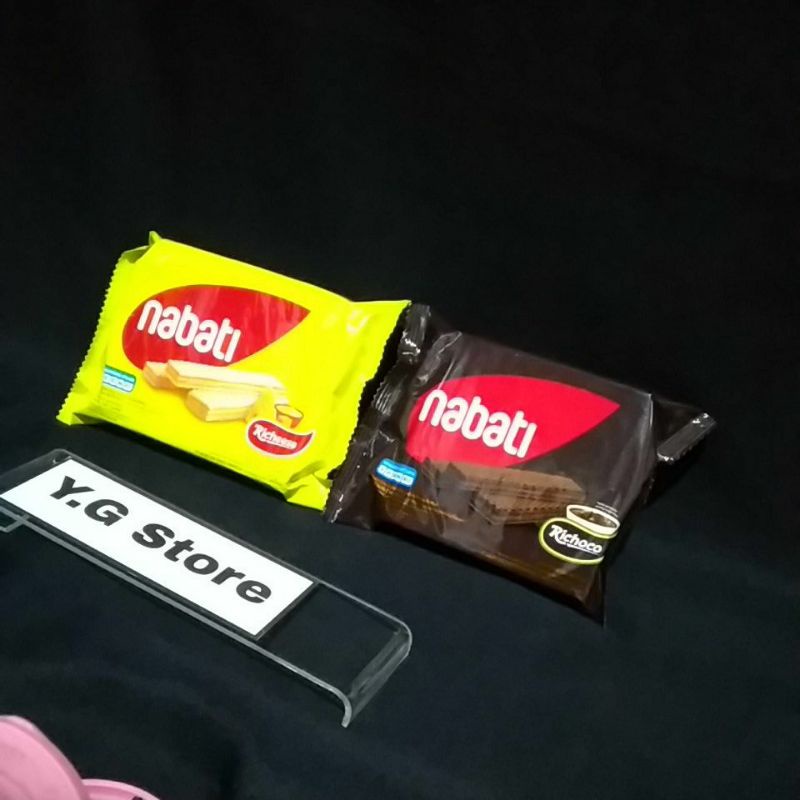 nabati
Richeese
nabati
Richoco
Y.G Store